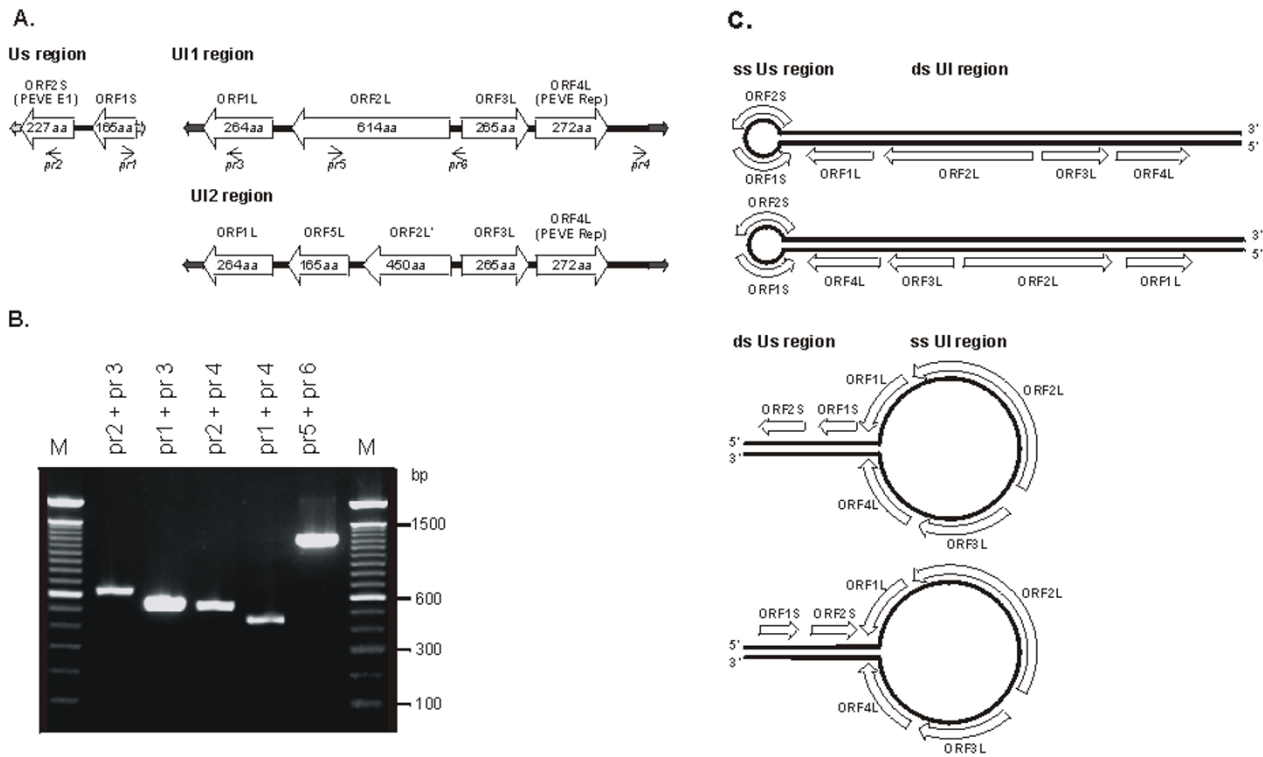 A.
Us region
ORF2S
(PEVE E1)
ORF1S
227aa
165aa
pr2
pr1
Ul1 region
ORF1L
ORF2L
ORF3L
ORF4L
(PEVE Rep)
264aa
614aa
265aa
272aa
pr3
pr5
pr6
pr4
Ul2 region
ORF1L
ORF5L
ORF2L'
ORF3L
ORF4L
(PEVE Rep)
264aa
165aa
450aa
265aa
272aa
B.
M
pr2 + pr 3
pr1 + pr 3
pr2 + pr 4
pr1 + pr 4
pr5 + pr 6
M
bp
1500
600
300
100
C.
ss Us region
ds Ul region
ORF2S
3'
5'
ORF1S
ORF1L
ORF2L
ORF3L
ORF4L
ORF2S
3'
5'
ORF1S
ORF4L
ORF3L
ORF2L
ORF1L
ds Us region
ss Ul region
ORF1L
ORF2L
ORF2S
ORF1S
5'
3'
ORF4L
ORF3L
ORF1L
ORF2L
ORF1S
ORF2S
5'
3'
ORF4L
ORF3L